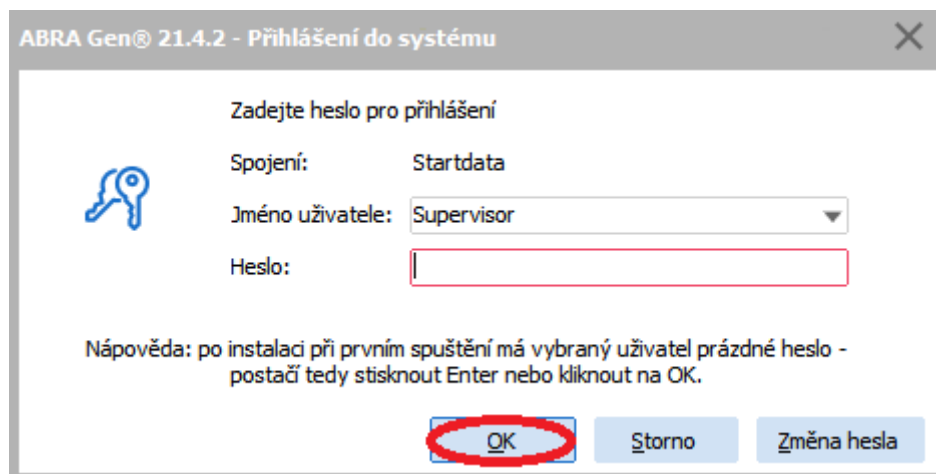 ABRA Gen® 21.4.2 - Přihlášení do systému
Zadejte heslo pro přihlášení
Spojení: Startdata
Jméno uživatele: Supervisor
Heslo:
Nápověda: po instalaci při prvním spuštění má vybraný uživatel prázdné heslo -
postačí tedy stisknout Enter nebo kliknout na OK.
OK Storno Změna hesla